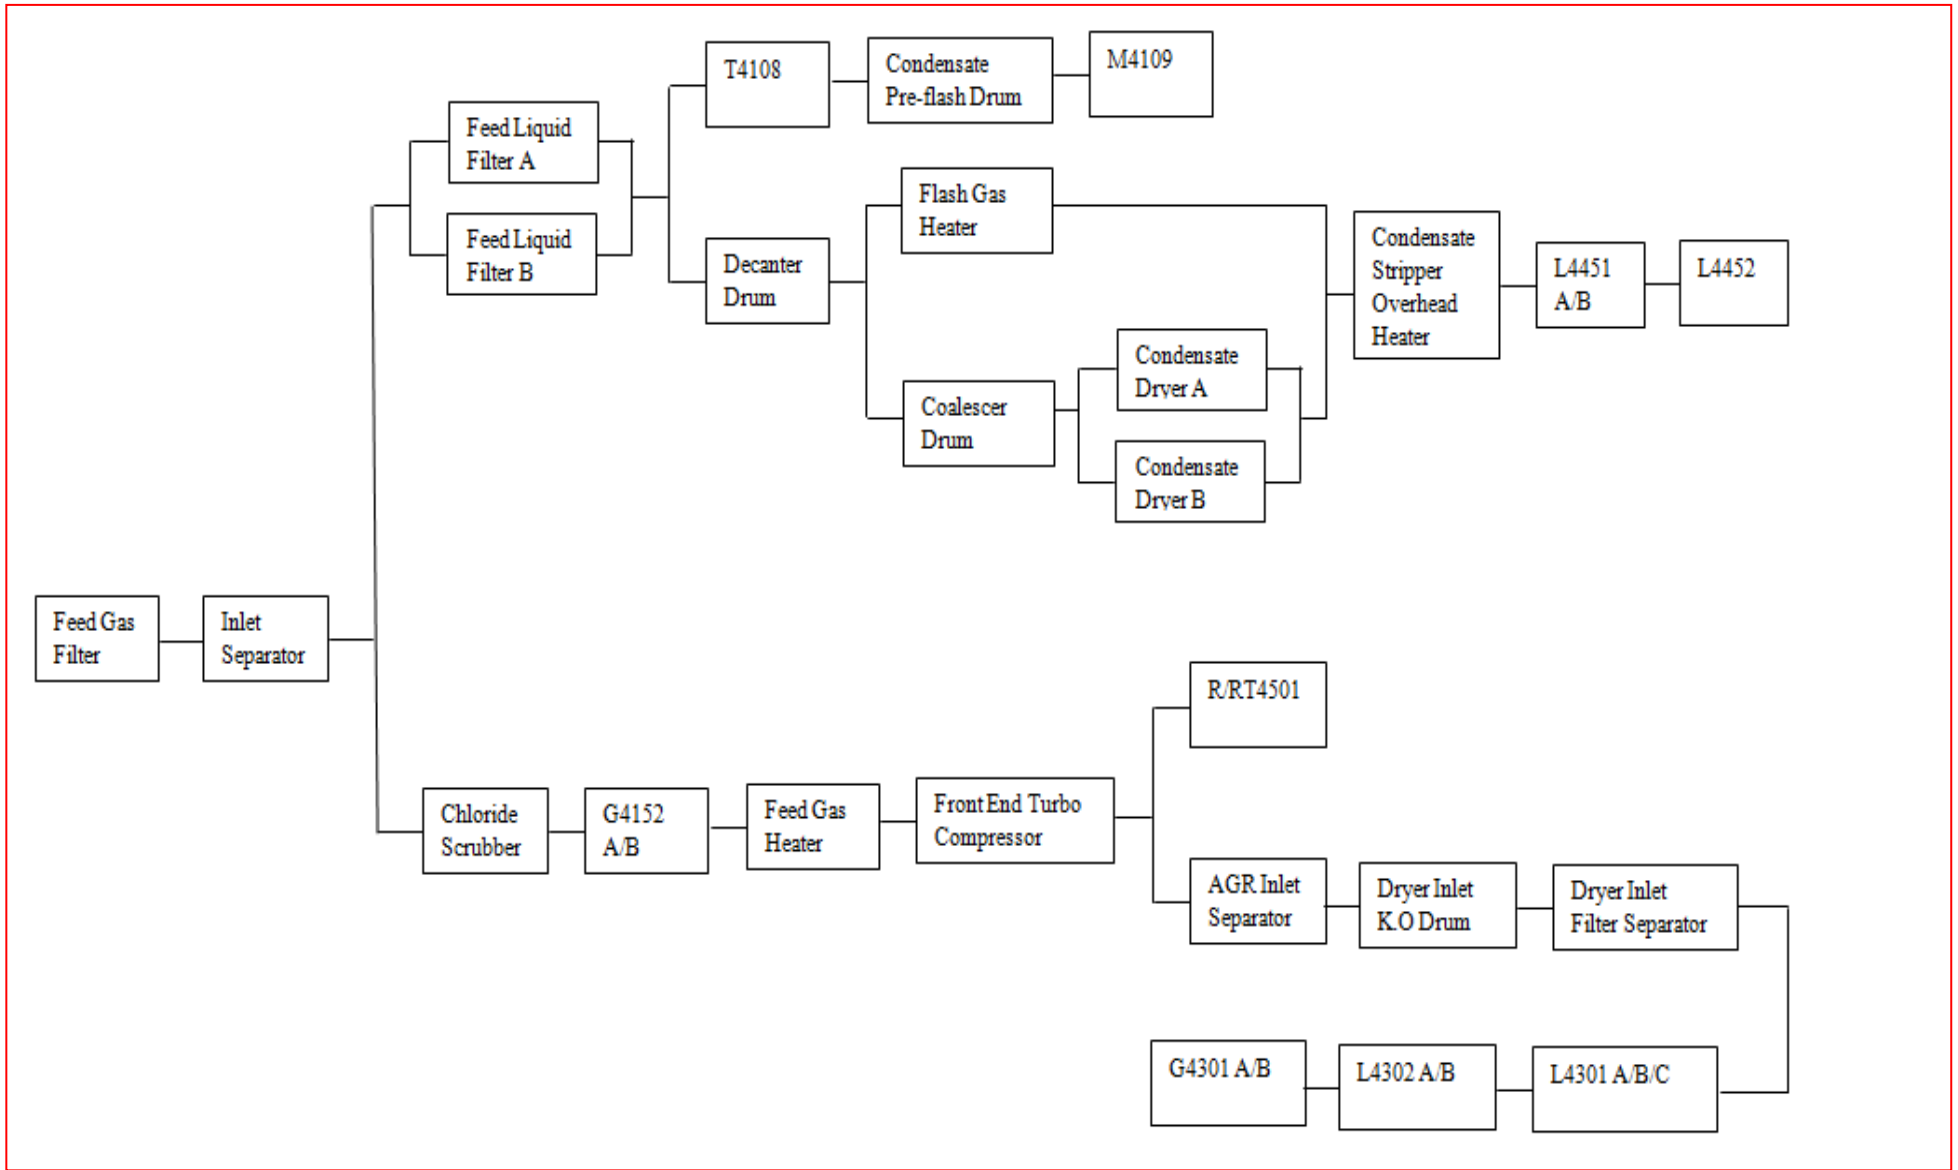 T4108
Condensate
Pre-flash Drum
M4109
Feed Liquid
Filter A
Feed Liquid
Filter B
Decanter
Drum
Flash Gas
Heater
Condensate
Stripper
Overhead
Heater
L4451
A/B
L4452
Coalescer
Drum
Condensate
Dryer A
Condensate
Dryer B
Feed Gas
Filter
Inlet
Separator
Chloride
Scrubber
G4152
A/B
Feed Gas
Heater
Front End Turbo
Compressor
R/RT4501
AGR Inlet
Separator
Dryer Inlet
K.O Drum
Dryer Inlet
Filter Separator
G4301 A/B
L4302 A/B
L4301 A/B/C